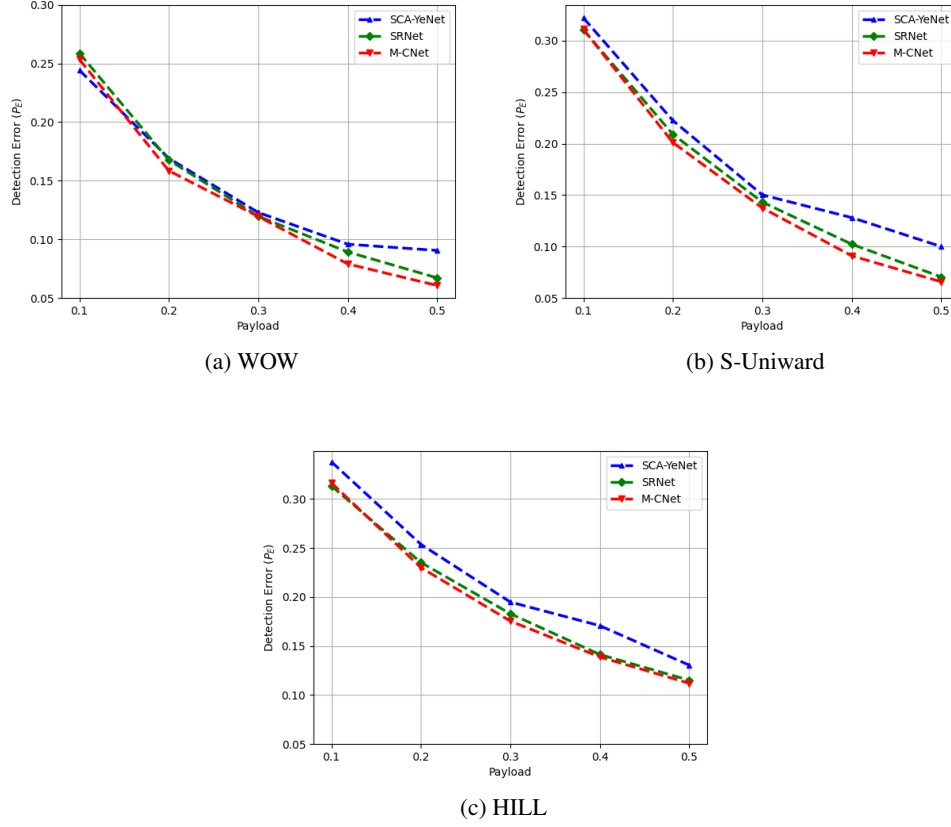 0.30
0.25
0.20
0.15
0.10
0.05
Detection Error (P_E)
0.1 0.2 0.3 0.4 0.5
Payload
SCA-YeNet
SRNet
M-CNet
(a) WOW
0.30
0.25
0.20
0.15
0.10
0.05
Detection Error (P_E)
0.1 0.2 0.3 0.4 0.5
Payload
SCA-YeNet
SRNet
M-CNet
(b) S-Uniward
0.30
0.25
0.20
0.15
0.10
0.05
Detection Error (P_E)
0.1 0.2 0.3 0.4 0.5
Payload
SCA-YeNet
SRNet
M-CNet
(c) HILL